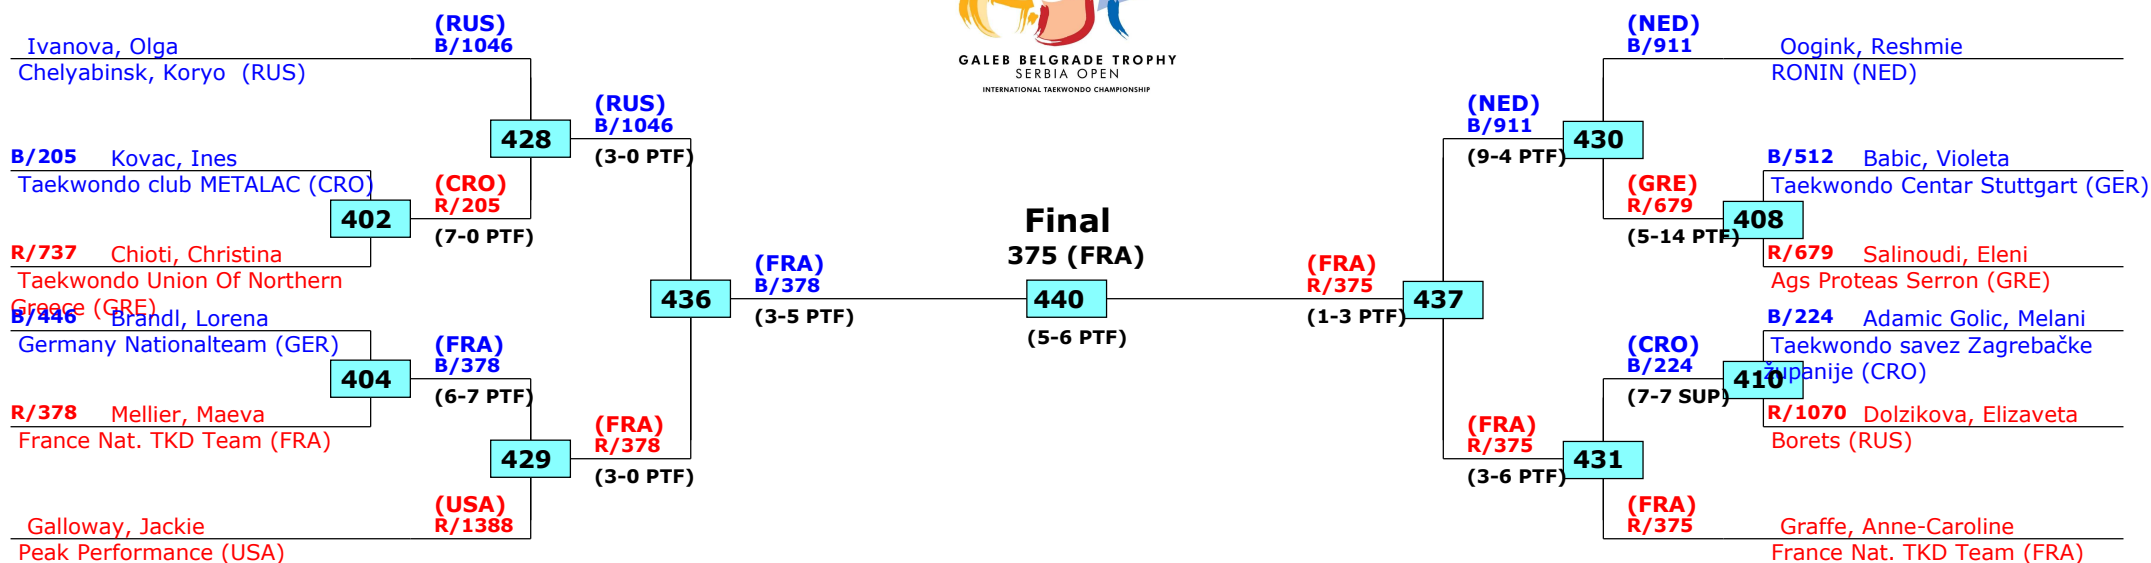 GALEB BELGRADE TROPHY
SERBIA OPEN
INTERNATIONAL TAEKWONDO CHAMPIONSHIP
Ivanova, Olga
Chelyabinsk, Koryo (RUS)
(RUS)
B/1046
B/205 Kovac, Ines
Taekwondo club METALAC (CRO)
402
R/737 Chioti, Christina
Taekwondo Union Of Northern
Greece (GRE)
(CRO)
R/205
(7-0 PTF)
428
(RUS)
B/1046
(3-0 PTF)
B/446 Brandl, Lorena
Germany Nationalteam (GER)
404
R/378 Mellier, Maeva
France Nat. TKD Team (FRA)
(FRA)
B/378
(6-7 PTF)
429
(FRA)
R/378
(3-0 PTF)
(USA)
R/1388
Galloway, Jackie
Peak Performance (USA)
436
(FRA)
B/378
(3-5 PTF)
Final
375 (FRA)
440
(5-6 PTF)
(FRA)
R/375
(1-3 PTF)
437
(NED)
B/911
(9-4 PTF)
430
(NED)
B/911
Oogink, Reshmie
RONIN (NED)
(GRE)
R/679
(5-14 PTF)
408
B/512 Babic, Violeta
Taekwondo Centar Stuttgart (GER)
R/679 Salinoudi, Eleni
Ags Proteas Serron (GRE)
(FRA)
R/375
(3-6 PTF)
431
(CRO)
B/224
(7-7 SUP)
410
B/224 Adamic Golic, Melani
Taekwondo savez Zagrebačke
županije (CRO)
R/1070 Dolzikova, Elizaveta
Borets (RUS)
(FRA)
R/375
Graffe, Anne-Caroline
France Nat. TKD Team (FRA)